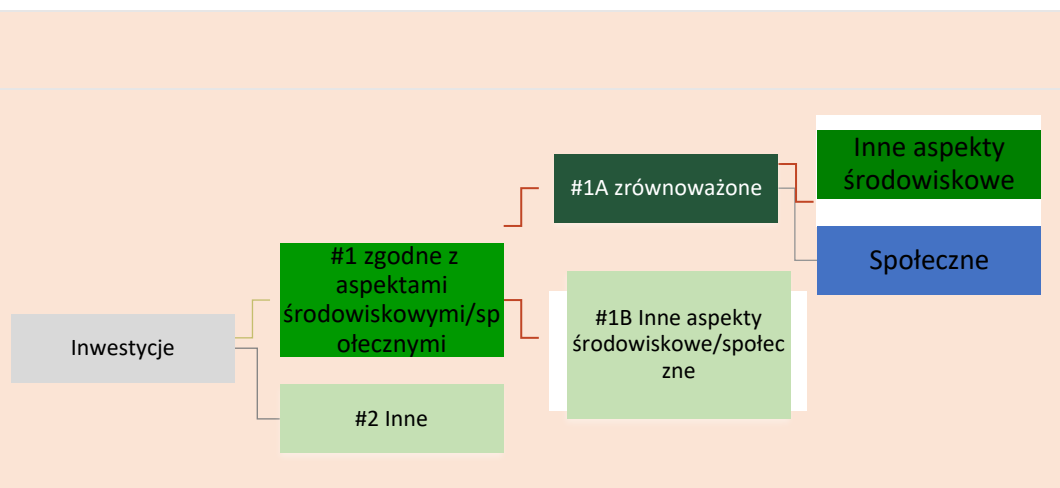 Inwestycje
#1 zgodne z
aspektami
środowiskowymi/sp
ołecznymi
#2 Inne
#1A zrównoważone
#1B Inne aspekty
środowiskowe/społec
zne
Inne aspekty
środowiskowe
Społeczne